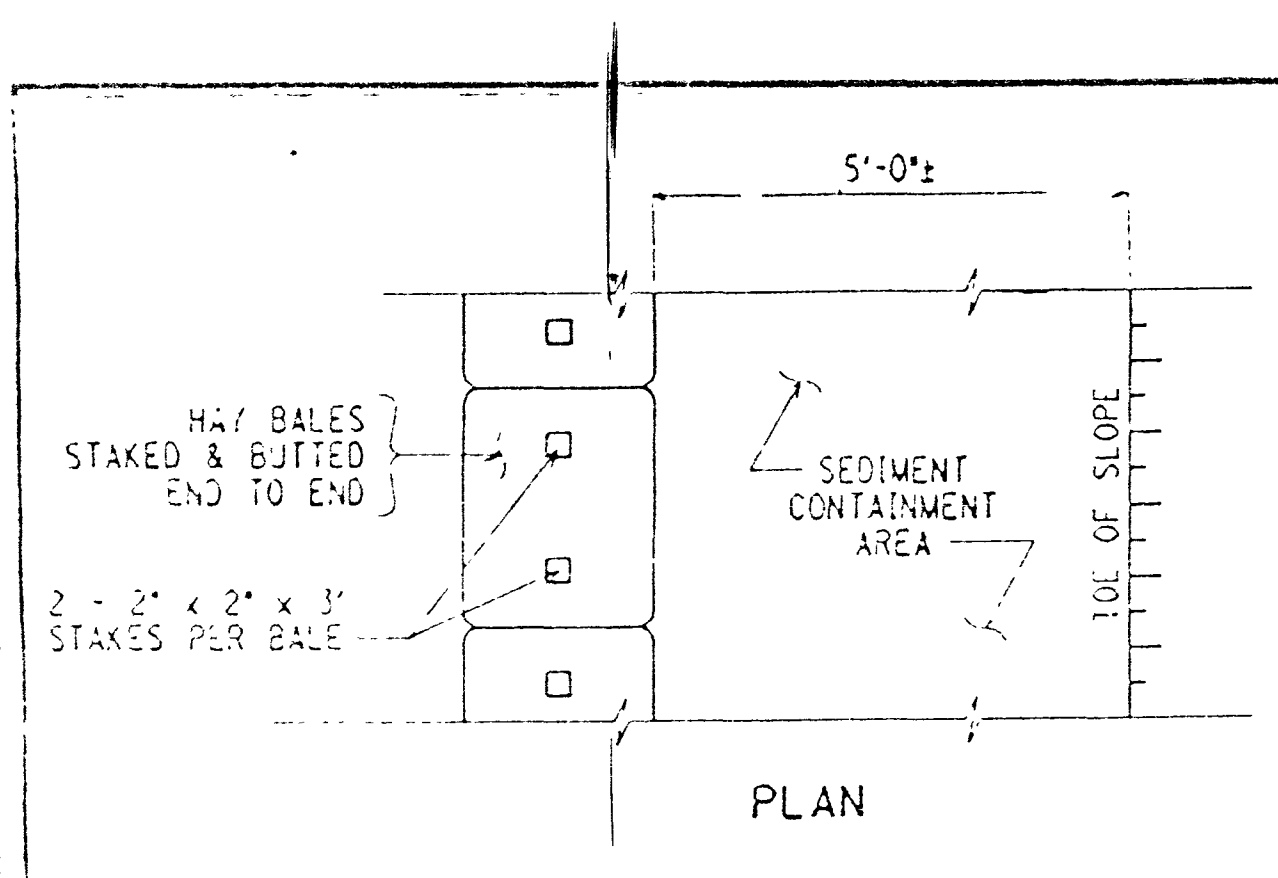 5'-0"±
HAY BALES
STAKED & BUTTED
END TO END
SEDIMENT
CONTAINMENT
AREA
TOE OF SLOPE
2 - 2" x 2" x 3'
STAKES PER BALE
PLAN